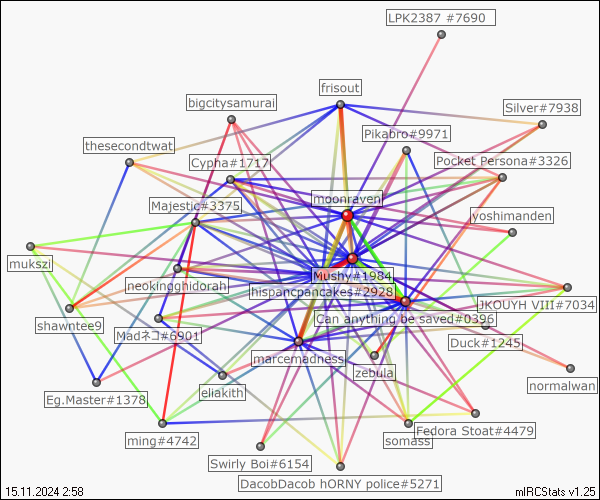 LPK2387 #7690
frisout
bigcitysamurai
Silver#7938
Pikabro#9971
thesecondtwat
Cypha#1717
Pocket Persona#3326
moonraven
Majestic#3375
yoshimanden
mukszi
Mushy#1984
neokingghidorah
hispancpancakes#2928
JKOUYH VIII#7034
shawntee9
Can anything be saved#0396
Madネコ#6901
Duck#1245
marcemadness
zebula
normalwan
eliakith
Eg.Master#1378
Fedora Stoat#4479
ming#4742
somass
Swirly Boi#6154
DacobDacob hORNY police#5271
15.11.2024 2:58
mIRCStats v1.25